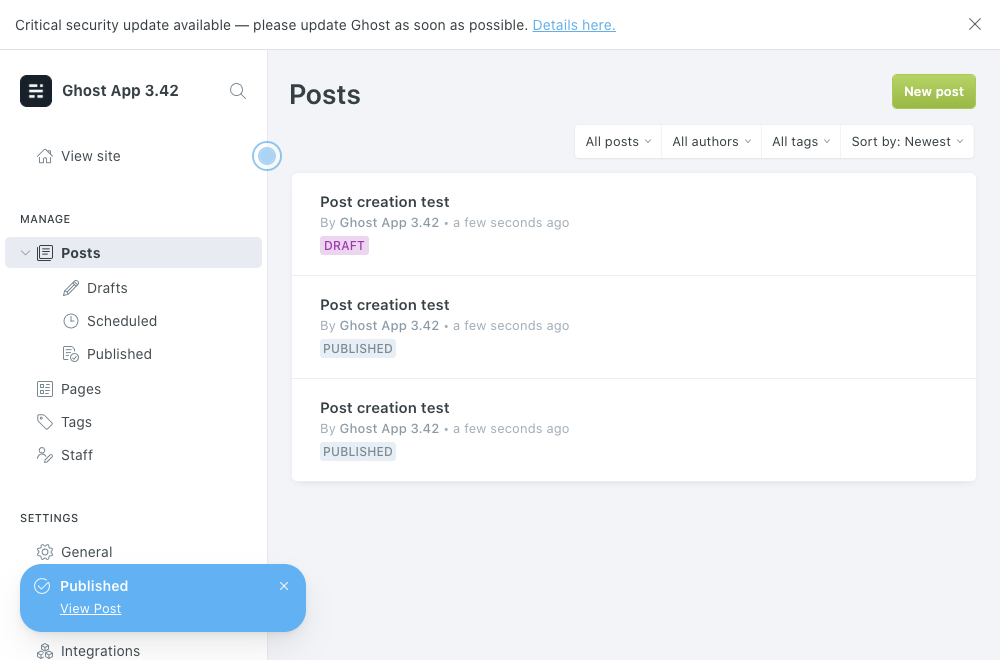 Critical security update available — please update Ghost as soon as possible. Details here.
Ghost App 3.42
View site
MANAGE
Posts
Drafts
Scheduled
Published
Pages
Tags
Staff
SETTINGS
General
Published
View Post
Integrations
Posts
New post
All posts All authors All tags Sort by: Newest
Post creation test
By Ghost App 3.42 • a few seconds ago
DRAFT
Post creation test
By Ghost App 3.42 • a few seconds ago
PUBLISHED
Post creation test
By Ghost App 3.42 • a few seconds ago
PUBLISHED